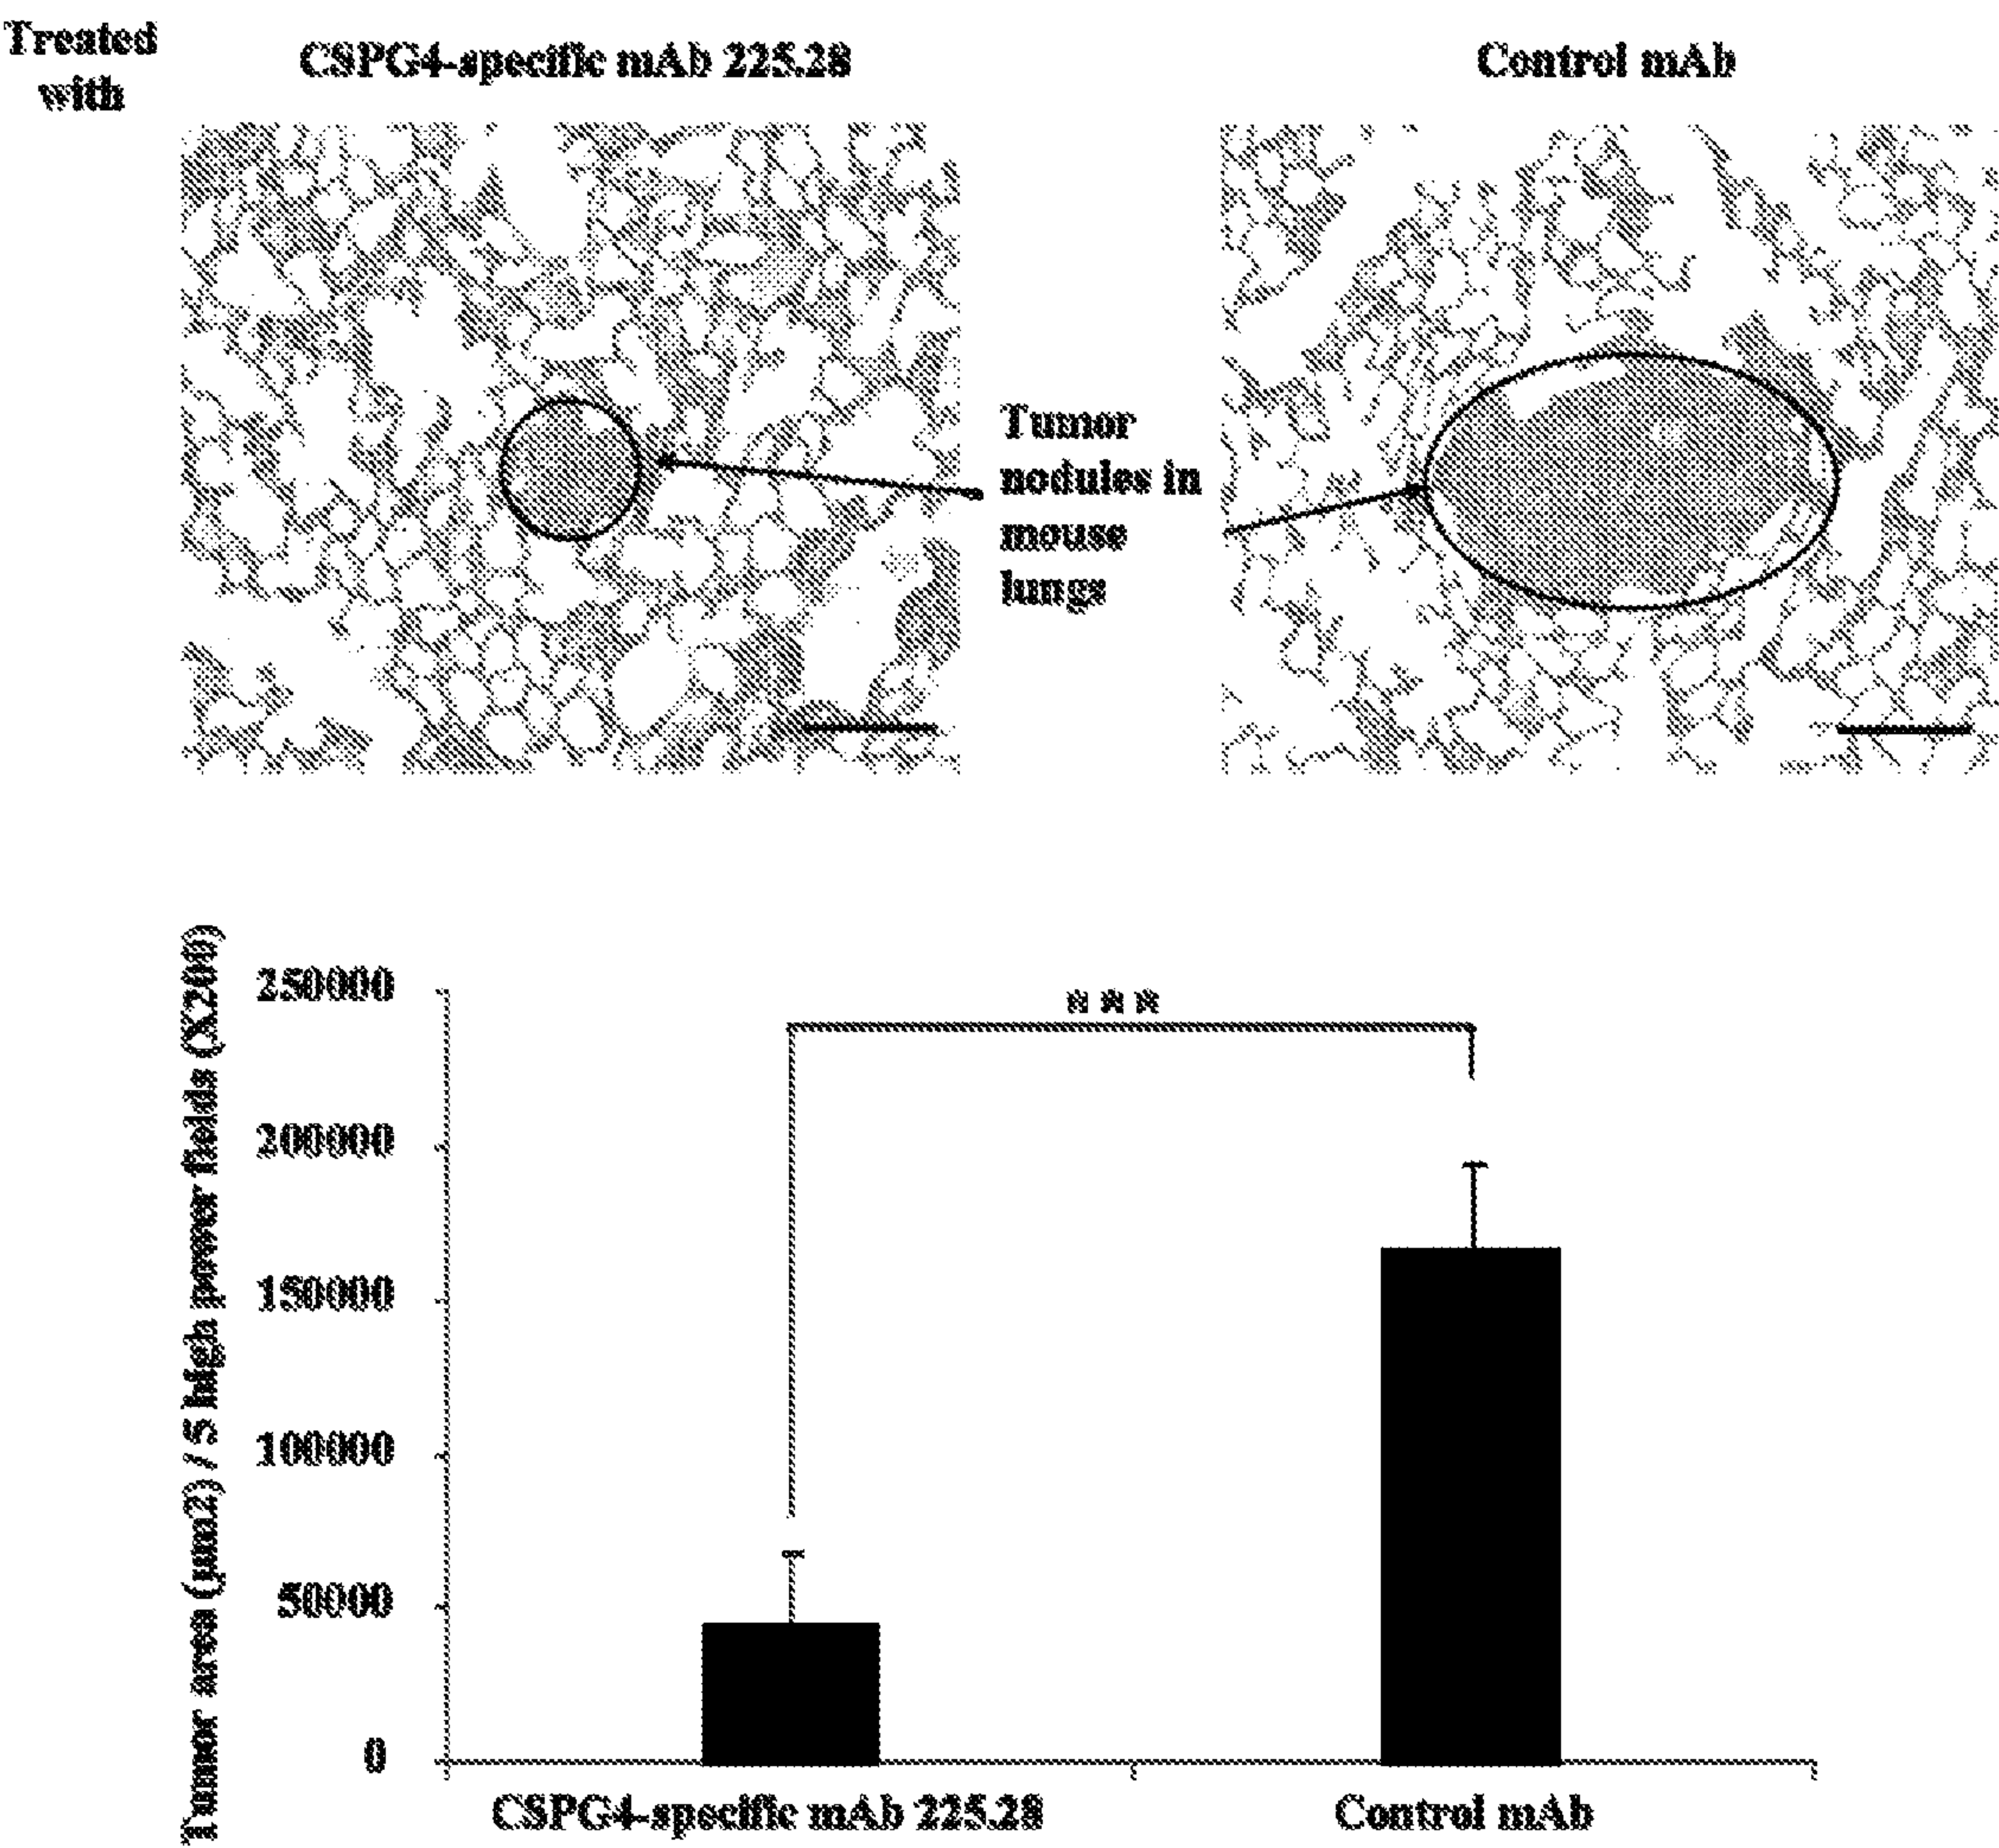 Treated
with
CSPG4-specific mAb 225.28
Control mAb
Tumor
nodules in
mouse
lungs
Tumor area (μm2) / 5 high power fields (X200)
250000
200000
150000
100000
50000
0
***
CSPG4-specific mAb 225.28
Control mAb